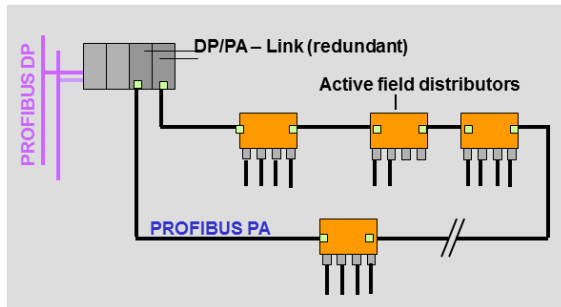 DP/PA – Link (redundant)
Active field distributors
PROFIBUS DP
PROFIBUS PA